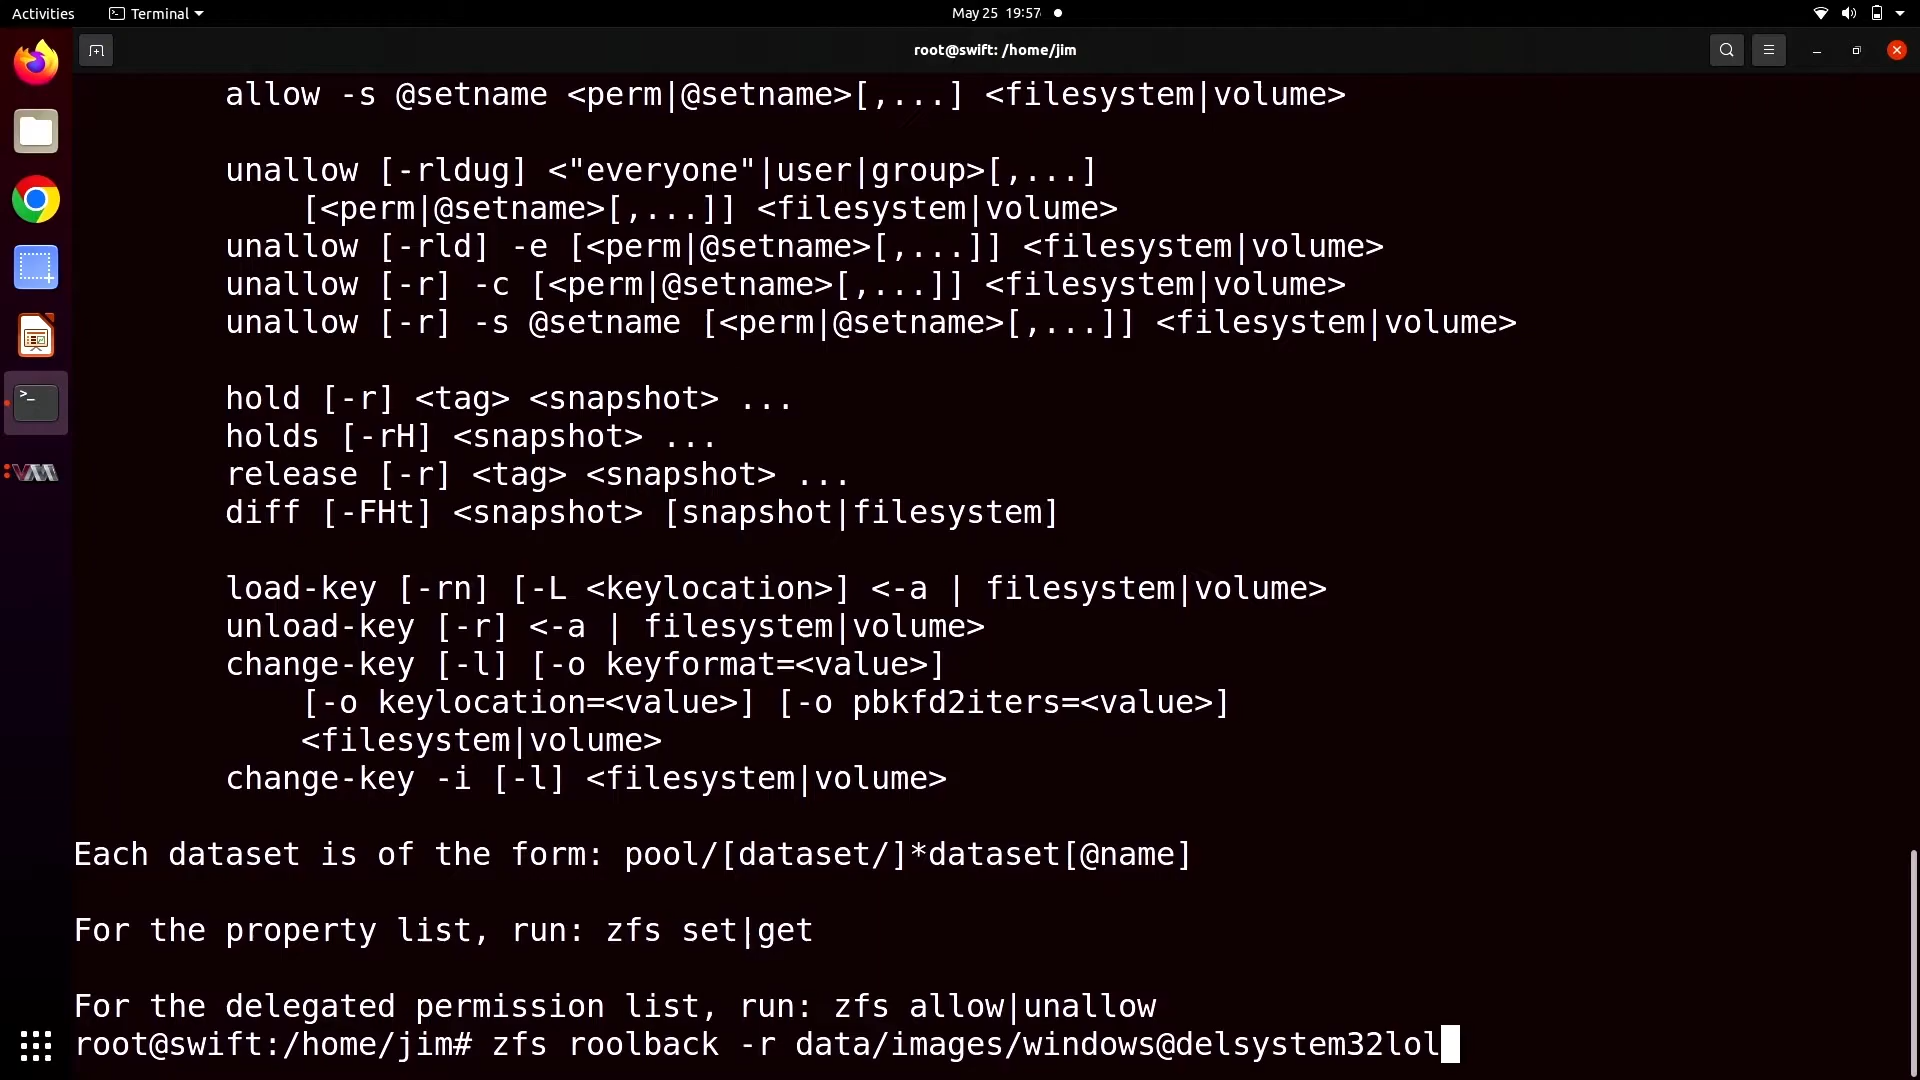 Activities
Terminal
May 25 19:57
root@swift: /home/jim
allow -s @setname <perm|@setname>[,...] <filesystem|volume>
unallow [-rldug] <"everyone"|user|group>[,...]
[<perm|@setname>[,...]] <filesystem|volume>
unallow [-rld] -e [<perm|@setname>[,...]] <filesystem|volume>
unallow [-r] -c [<perm|@setname>[,...]] <filesystem|volume>
unallow [-r] -s @setname [<perm|@setname>[,...]] <filesystem|volume>
hold [-r] <tag> <snapshot> ...
holds [-rH] <snapshot> ...
release [-r] <tag> <snapshot> ...
diff [-FHt] <snapshot> [snapshot|filesystem]
load-key [-rn] [-L <keylocation>] <-a | filesystem|volume>
unload-key [-r] <-a | filesystem|volume>
change-key [-l] [-o keyformat=<value>]
[-o keylocation=<value>] [-o pbkfd2iters=<value>]
<filesystem|volume>
change-key -i [-l] <filesystem|volume>
Each dataset is of the form: pool/[dataset/]*dataset[@name]
For the property list, run: zfs set|get
For the delegated permission list, run: zfs allow|unallow
root@swift:/home/jim# zfs roolback -r data/images/windows@delsystem32lol